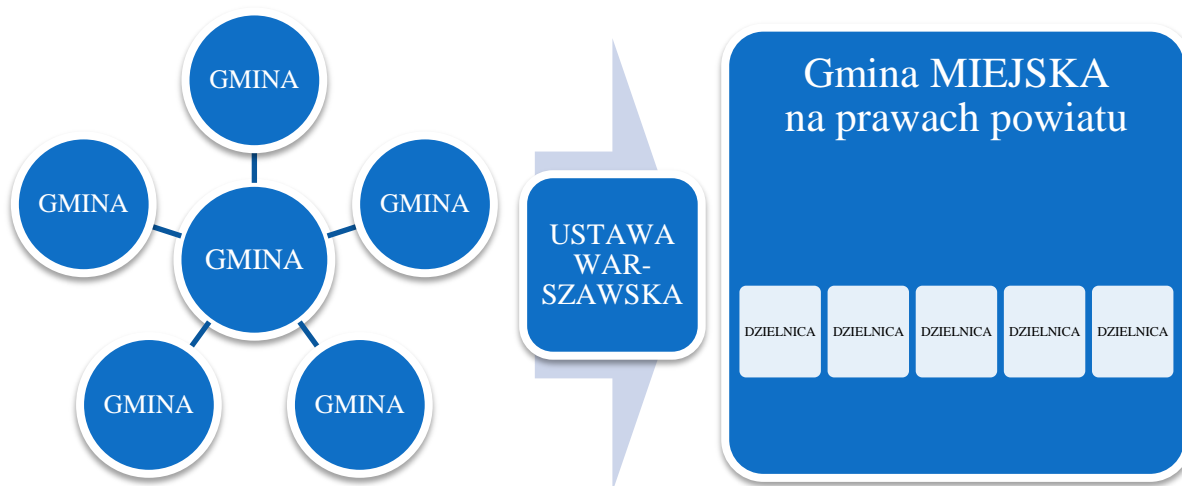 GMINA
GMINA
GMINA
GMINA
GMINA
GMINA
USTAWA
WAR-
SZAWSKA
Gmina MIEJSKA
na prawach powiatu
DZIELNICA
DZIELNICA
DZIELNICA
DZIELNICA
DZIELNICA